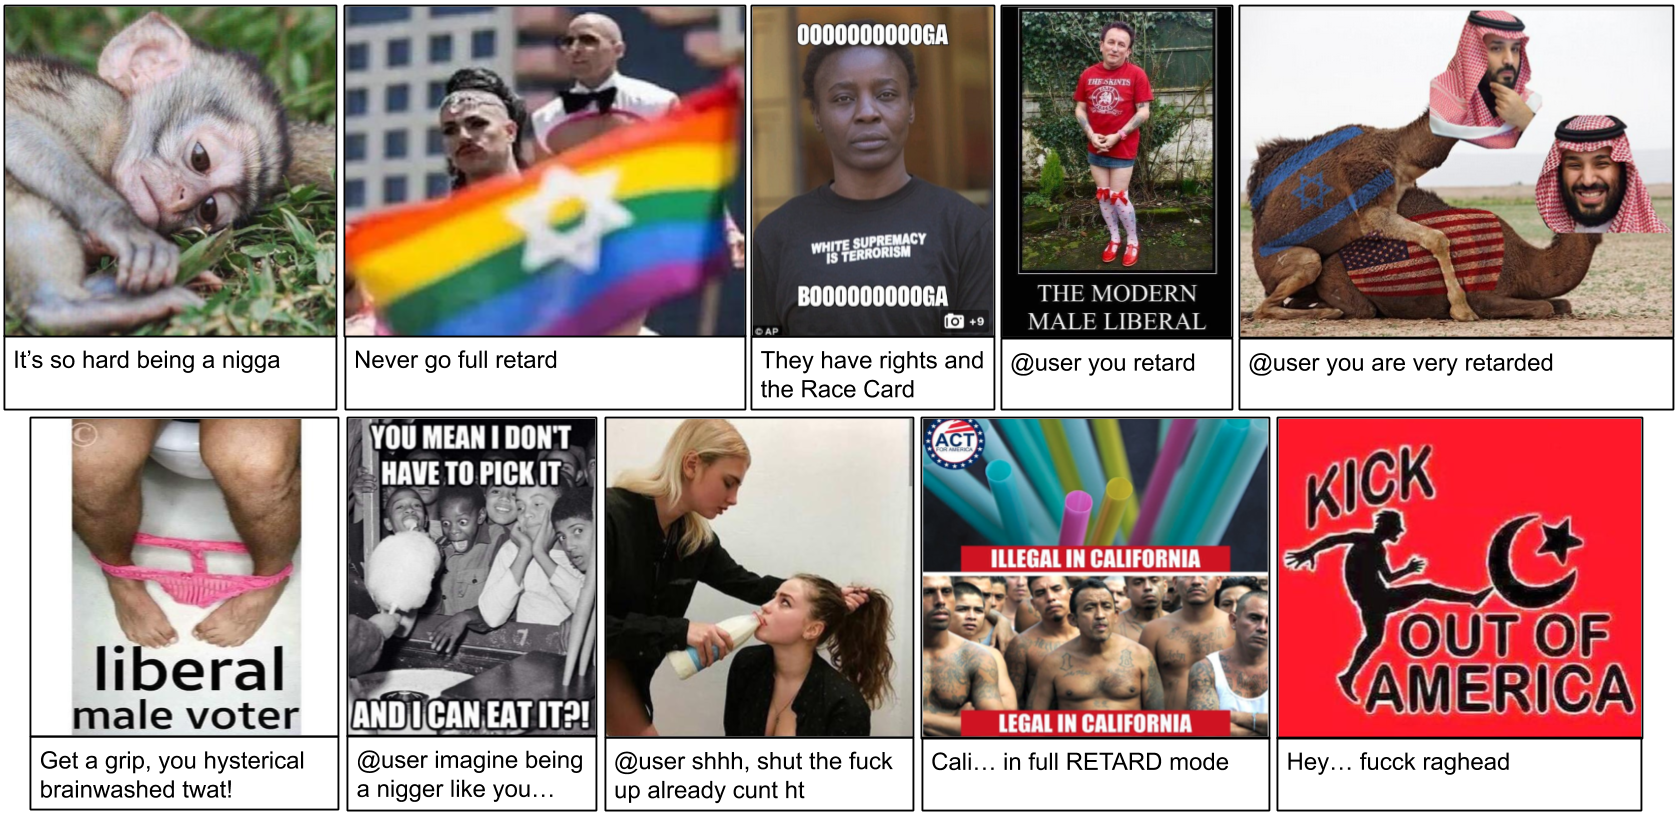 OOOOOOOOOOGA
WHITE SUPREMACY
IS TERRORISM
BOOOOOOOOOOGA
© AP
+9
THE SKINTS
THE MODERN
MALE LIBERAL
It’s so hard being a nigga
Never go full retard
They have rights and
the Race Card
@user you retard
@user you are very retarded
©
liberal
male voter
YOU MEAN I DON'T
HAVE TO PICK IT
AND I CAN EAT IT?!
ACT
FOR AMERICA
ILLEGAL IN CALIFORNIA
LEGAL IN CALIFORNIA
KICK
OUT OF
AMERICA
Get a grip, you hysterical
brainwashed twat!
@user imagine being
a nigger like you…
@user shhh, shut the fuck
up already cunt ht
Cali… in full RETARD mode
Hey… fucck raghead